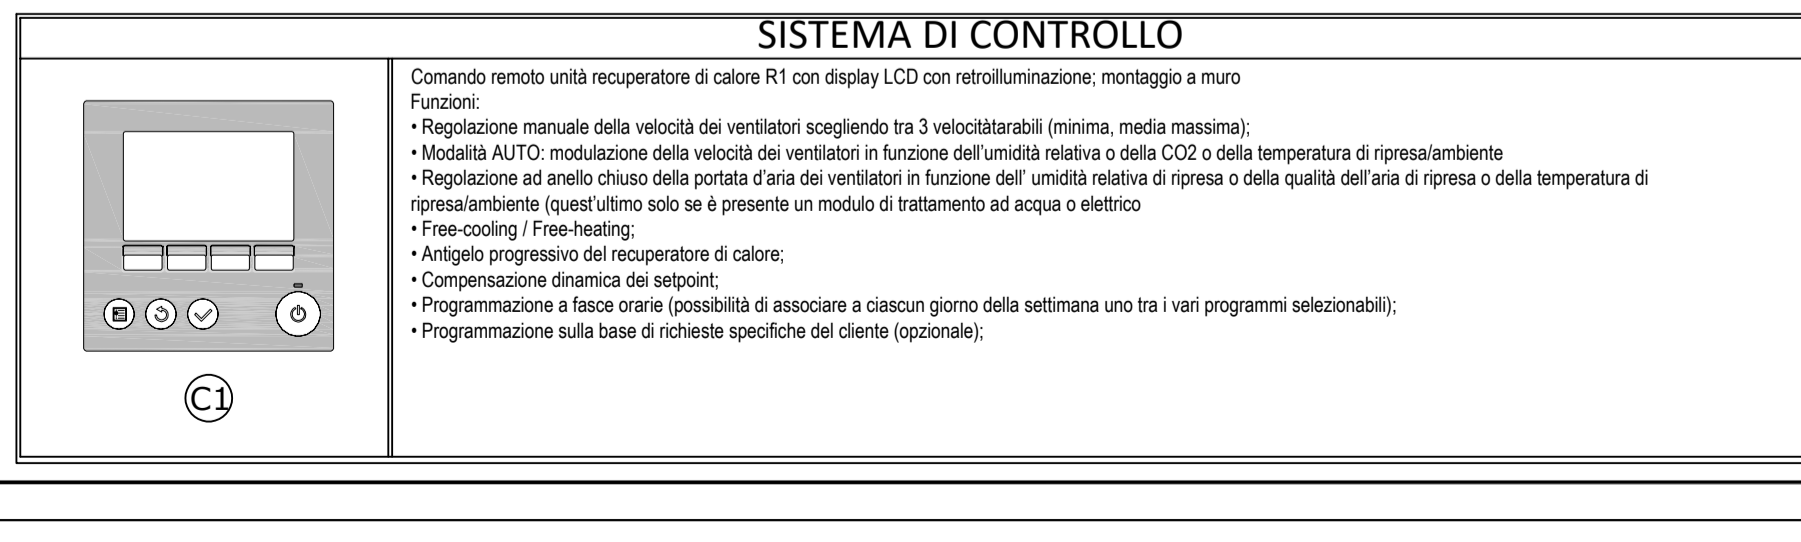 SISTEMA DI CONTROLLO
Comando remoto unità recuperatore di calore R1 con display LCD con retroilluminazione; montaggio a muro
Funzioni:
• Regolazione manuale della velocità dei ventilatori scegliendo tra 3 velocitàtarabili (minima, media massima);
• Modalità AUTO: modulazione della velocità dei ventilatori in funzione dell'umidità relativa o della CO2 o della temperatura di ripresa/ambiente
• Regolazione ad anello chiuso della portata d'aria dei ventilatori in funzione dell' umidità relativa di ripresa o della qualità dell'aria di ripresa o della temperatura di
ripresa/ambiente (quest'ultimo solo se è presente un modulo di trattamento ad acqua o elettrico
• Free-cooling / Free-heating;
• Antigelo progressivo del recuperatore di calore;
• Compensazione dinamica dei setpoint;
• Programmazione a fasce orarie (possibilità di associare a ciascun giorno della settimana uno tra i vari programmi selezionabili);
• Programmazione sulla base di richieste specifiche del cliente (opzionale);
C1